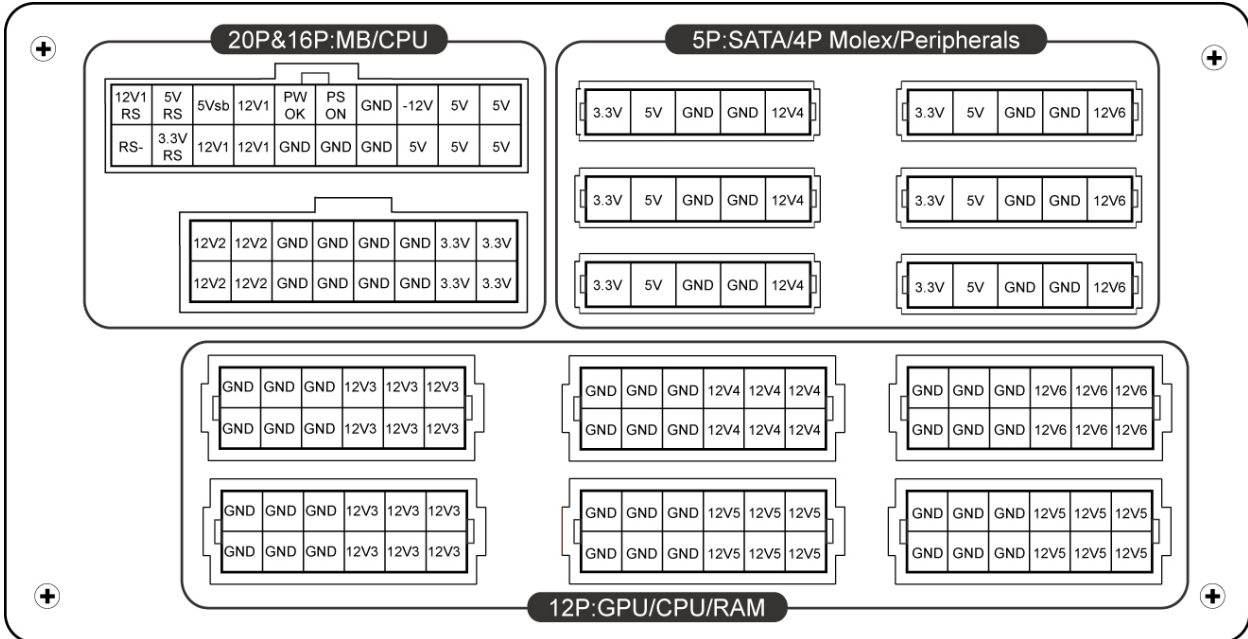 20P&16P:MB/CPU
12V1 RS 5V RS 5Vsb 12V1 PW OK PS ON GND -12V 5V 5V
RS- 3.3V RS 12V1 12V1 GND GND GND 5V 5V 5V
12V2 12V2 GND GND GND GND 3.3V 3.3V
12V2 12V2 GND GND GND GND 3.3V 3.3V
5P:SATA/4P Molex/Peripherals
3.3V 5V GND GND 12V4
3.3V 5V GND GND 12V6
3.3V 5V GND GND 12V4
3.3V 5V GND GND 12V6
3.3V 5V GND GND 12V4
3.3V 5V GND GND 12V6
GND GND GND 12V3 12V3 12V3
GND GND GND 12V3 12V3 12V3
GND GND GND 12V4 12V4 12V4
GND GND GND 12V4 12V4 12V4
GND GND GND 12V6 12V6 12V6
GND GND GND 12V6 12V6 12V6
GND GND GND 12V3 12V3 12V3
GND GND GND 12V3 12V3 12V3
GND GND GND 12V5 12V5 12V5
GND GND GND 12V5 12V5 12V5
GND GND GND 12V5 12V5 12V5
GND GND GND 12V5 12V5 12V5
12P:GPU/CPU/RAM